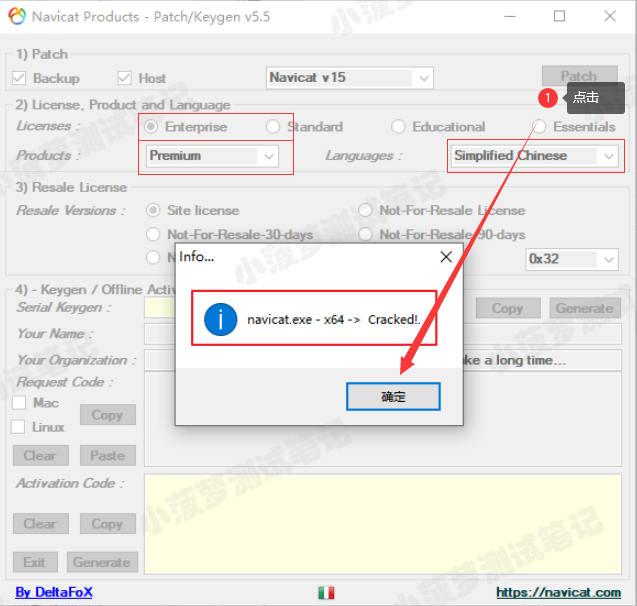 Navicat Products - Patch/Keygen v5.5
1) Patch
Backup Host Navicat v15 Patch
1 点击
2) License, Product and Language
Licenses : Enterprise Standard Educational Essentials
Products : Premium Languages : Simplified Chinese
3) Resale License
Resale Versions : Site license Not-For-Resale License
Not-For-Resale-30-days Not-For-Resale-90-days
N 0x32
Info...
navicat.exe - x64 -> Cracked!.
确定
4) - Keygen / Offline Activ
Serial Keygen : Copy Generate
Your Name :
Your Organization : ke a long time...
Request Code :
Mac
Copy
Linux
Clear Paste
Activation Code :
Clear Copy
Exit Generate
By DeltaFoX https://navicat.com
小菠萝测试笔记